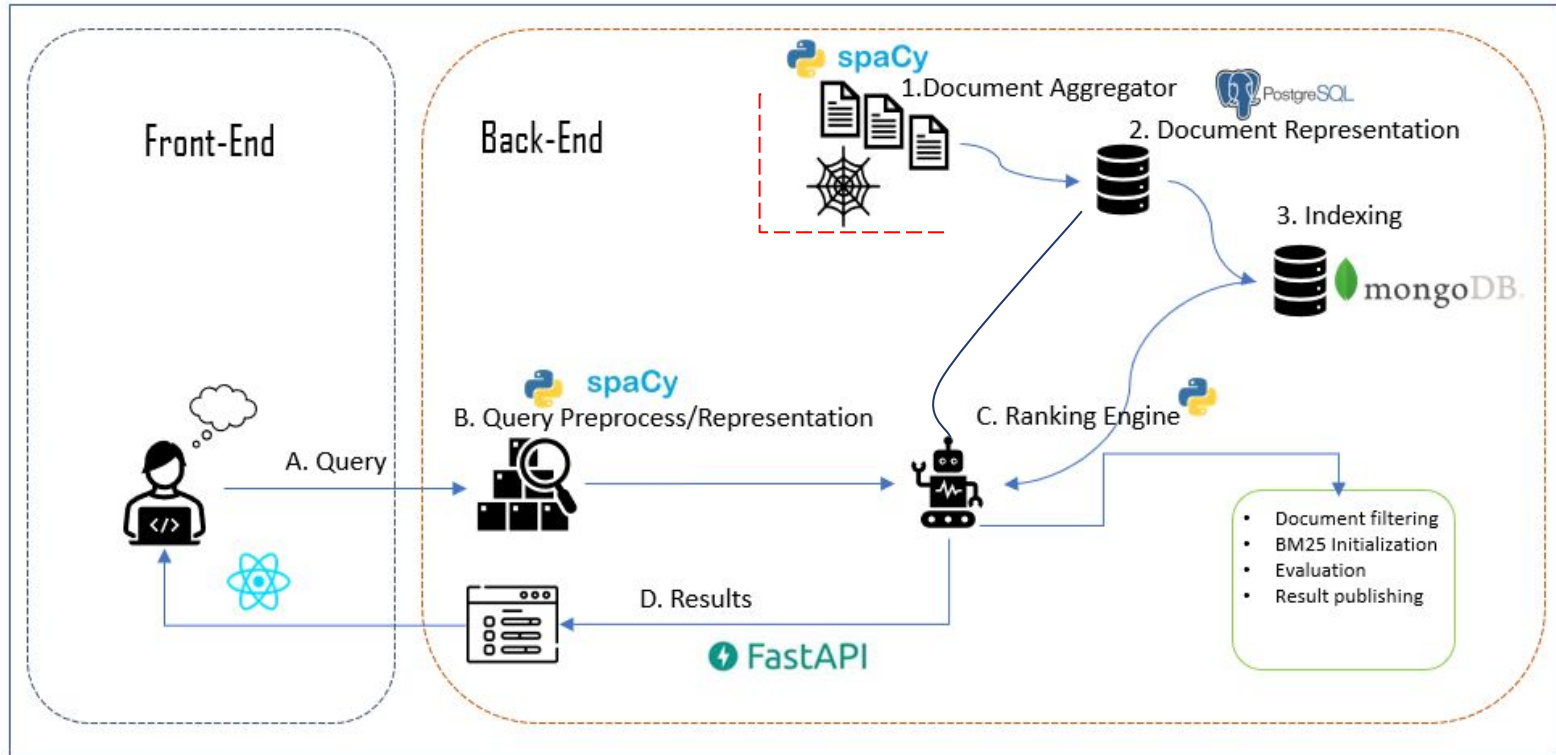 Front-End
Back-End
spaCy
1.Document Aggregator
PostgreSQL
2. Document Representation
3. Indexing
mongoDB.
spaCy
B. Query Preprocess/Representation
C. Ranking Engine
A. Query
</>
• Document filtering
• BM25 Initialization
• Evaluation
• Result publishing
D. Results
FastAPI